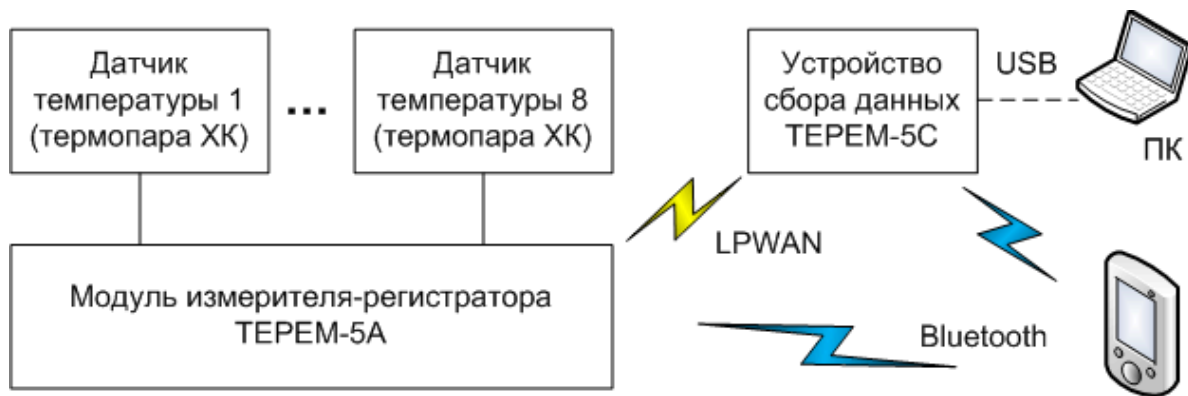 Датчик
температуры 1
(термопара ХК)
...
Датчик
температуры 8
(термопара ХК)
Устройство
сбора данных
ТЕРЕМ-5С
USB
ПК
LPWAN
Модуль измерителя-регистратора
ТЕРЕМ-5А
Bluetooth